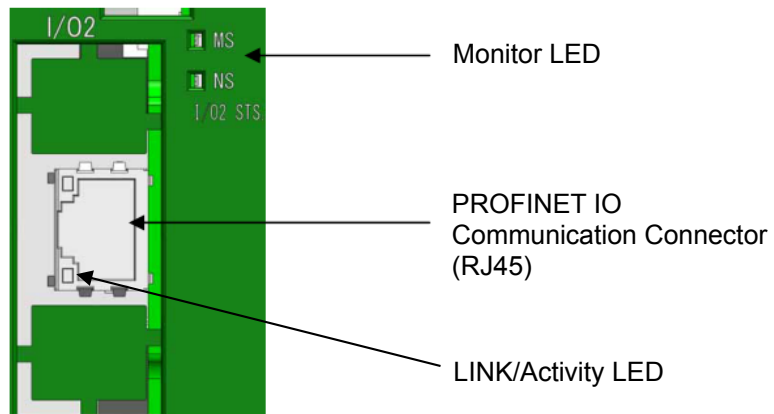 I/O2
MS
NS
I/O2 STS
Monitor LED
PROFINET IO
Communication Connector
(RJ45)
LINK/Activity LED